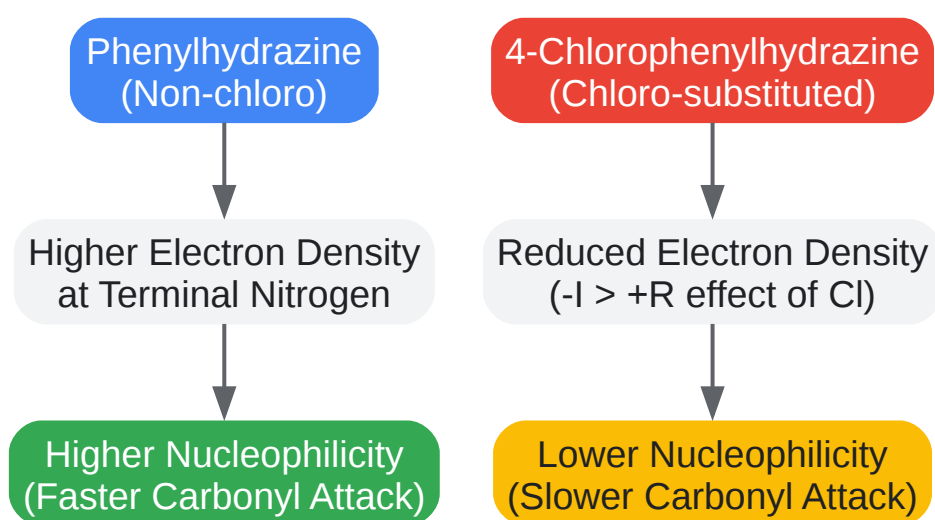 Phenylhydrazine
(Non-chloro)
4-Chlorophenylhydrazine
(Chloro-substituted)
Higher Electron Density
at Terminal Nitrogen
Reduced Electron Density
(-I > +R effect of Cl)
Higher Nucleophilicity
(Faster Carbonyl Attack)
Lower Nucleophilicity
(Slower Carbonyl Attack)